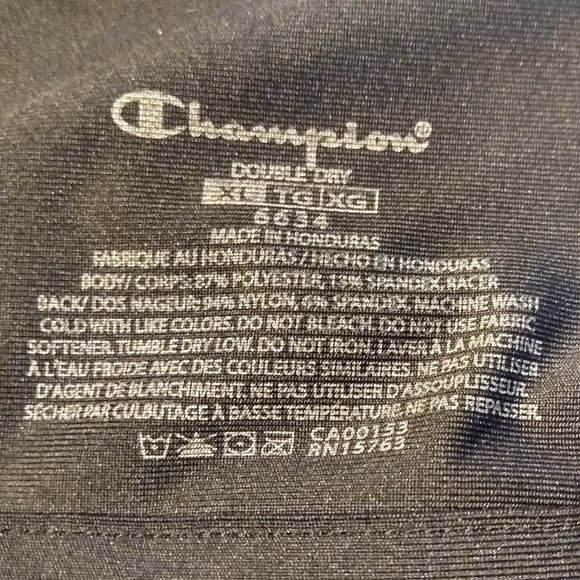 Champion®
DOUBLE DRY
XL TG|XG
6634
MADE IN HONDURAS
FABRIQUE AU HONDURAS / HECHO EN HONDURAS
BODY/ CORPS: 87% POLYESTER, 13% SPANDEX. RACER
BACK/ DOS NAGEUR: 94% NYLON, 6% SPANDEX. MACHINE WASH
COLD WITH LIKE COLORS. DO NOT BLEACH. DO NOT USE FABRIC
SOFTENER. TUMBLE DRY LOW. DO NOT IRON. LAVER À LA MACHINE
À L'EAU FROIDE AVEC DES COULEURS SIMILAIRES. NE PAS UTILISER
D'AGENT DE BLANCHIMENT. NE PAS UTILISER D'ASSOUPLISSEUR.
SÉCHER PAR CULBUTAGE À BASSE TEMPÉRATURE. NE PAS REPASSER.
CA00153
RN15763